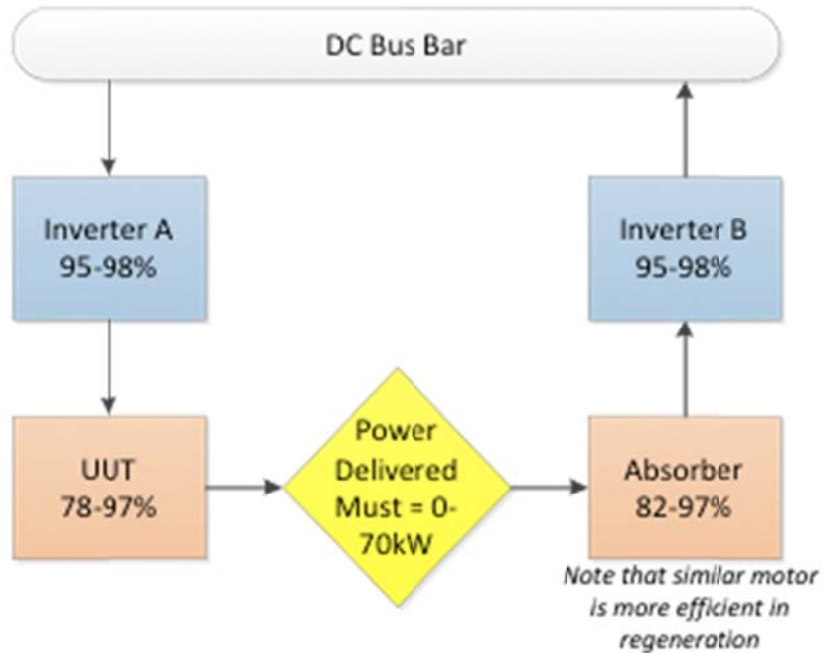 DC Bus Bar
Inverter A
95-98%
Inverter B
95-98%
UUT
78-97%
Power
Delivered
Must = 0-
70kW
Absorber
82-97%
Note that similar motor
is more efficient in
regeneration